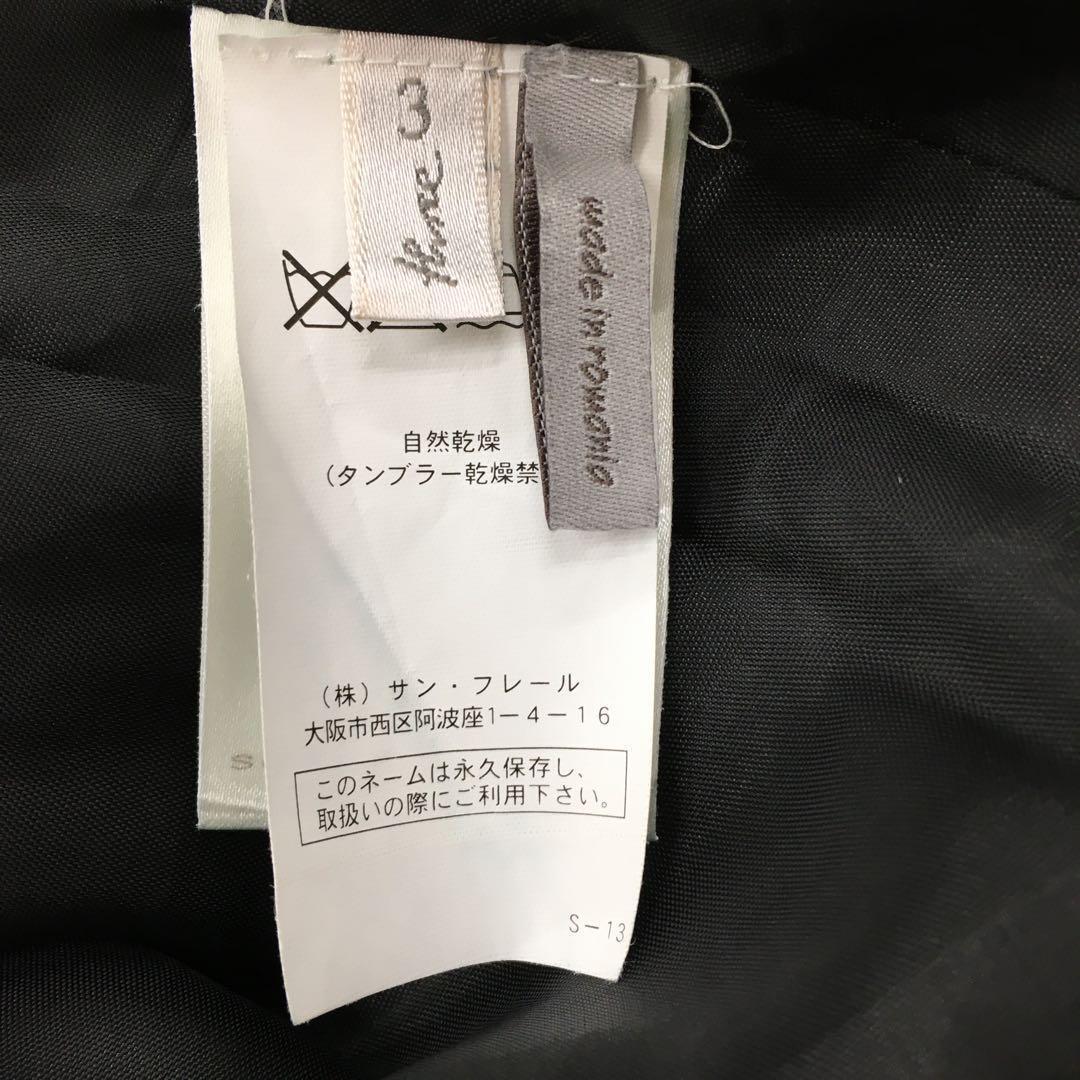 three 3
made in romania
自然乾燥
(タンブラー乾燥禁
(株) サン・フレール
大阪市西区阿波座1-4-16
このネームは永久保存し、
取扱いの際にご利用下さい。
S
S-13